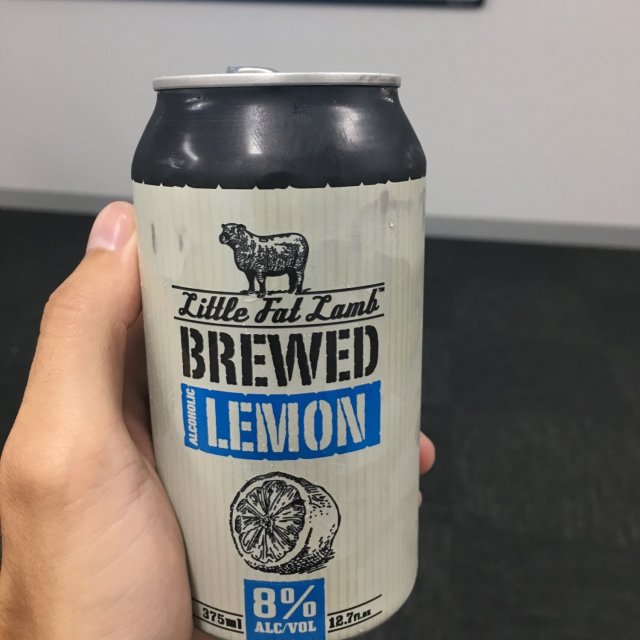 Little Fat Lamb™
BREWED
ALCOHOLIC LEMON
8%
375ml ALC/VOL 12.7fl.oz